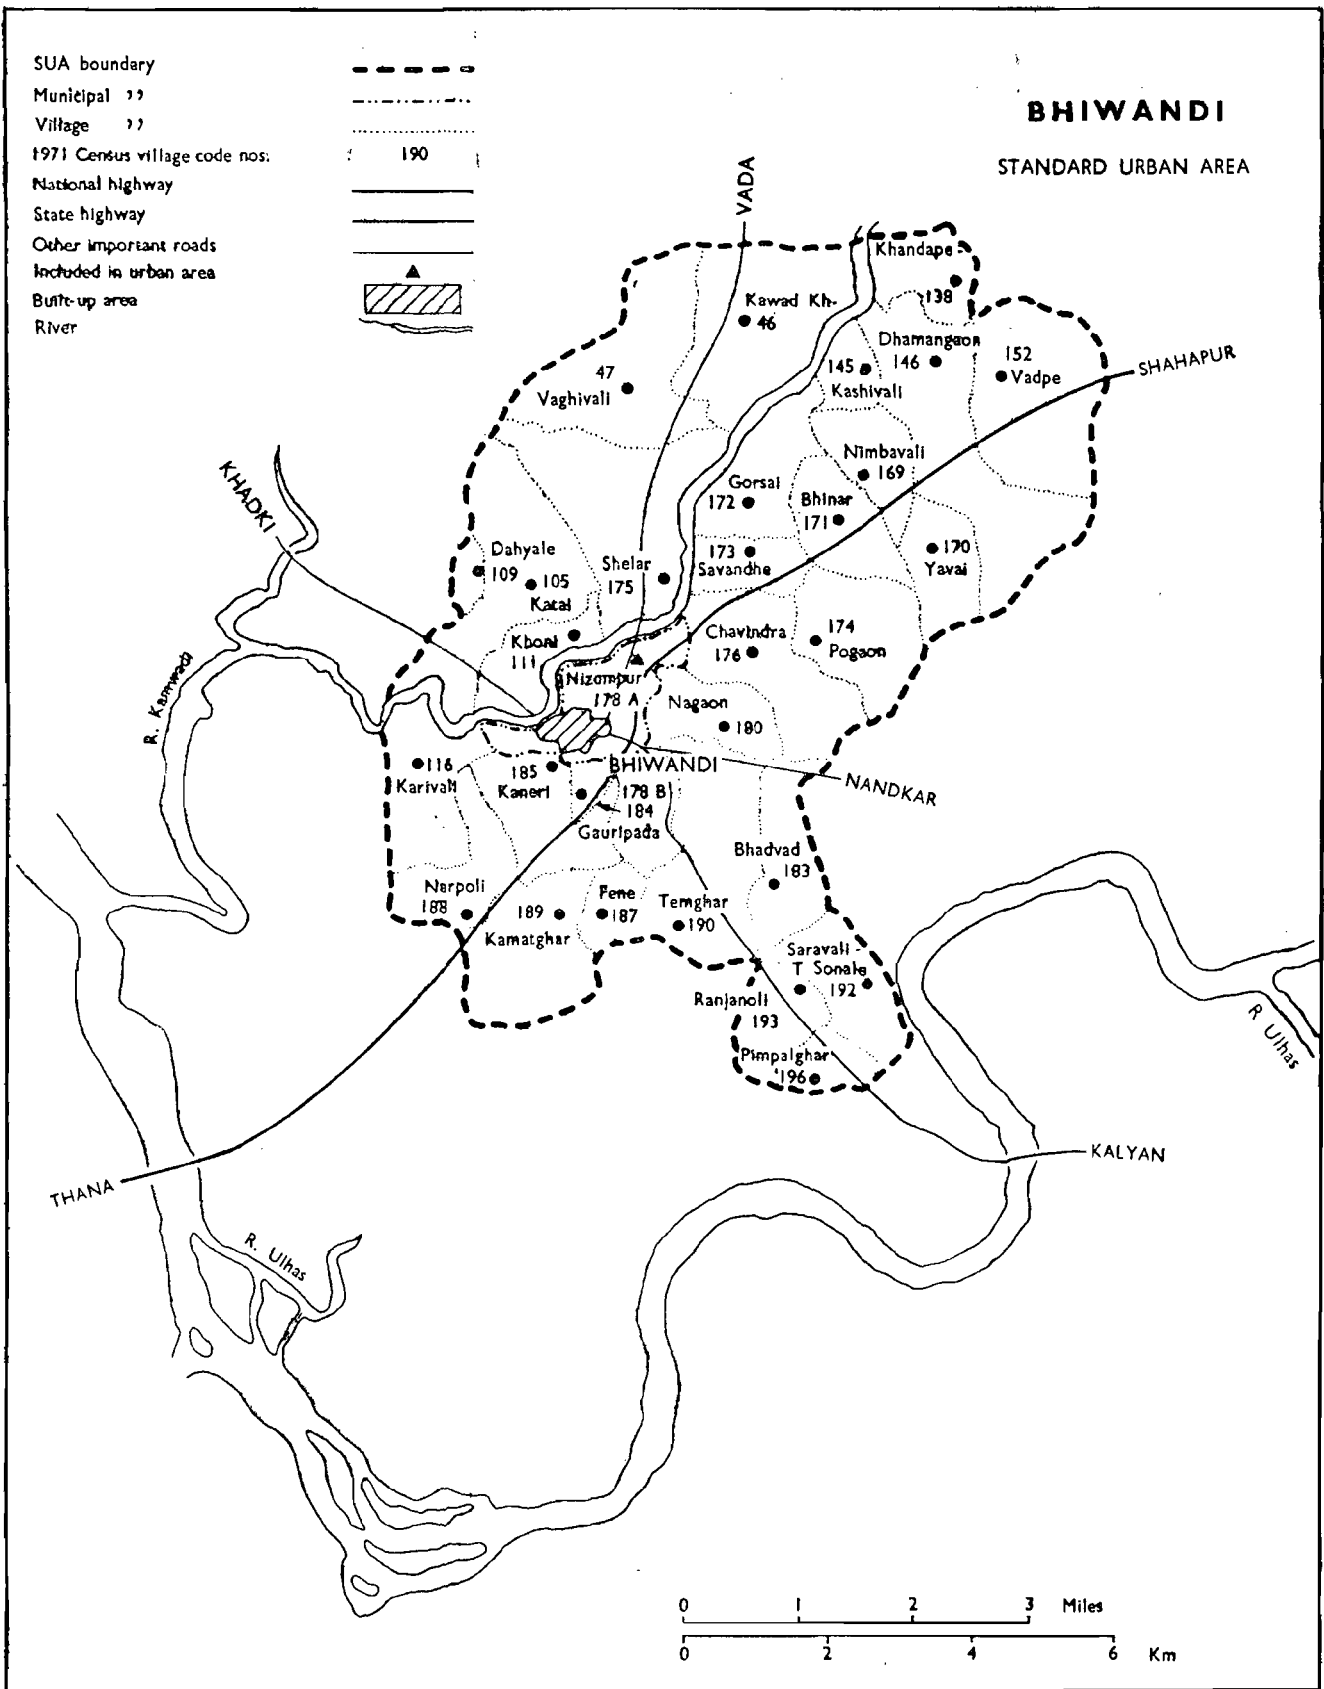 SUA boundary
Municipal ,,
Village ,,
1971 Census village code nos: 190
National highway
State highway
Other important roads
Included in urban area
Built-up area
River
BHIWANDI
STANDARD URBAN AREA
VADA
Khandape
138
Kawad Kh-
46
Dhamangaon
146
152
Vadpe
SHAHAPUR
145
Kashivali
47
Vaghivali
KHADKI
Nimbavali
169
Gorsai
172
Bhinar
171
Dahyale
109
105
Katai
Shelar
175
173
Savandhe
170
Yavai
Khoni
111
Chavindra
176
174
Pogaon
Nizampur
178 A
Nagaon
180
R. Kamwadi
116
Karivali
185
Kaneri
BHIWANDI
178 B
184
Gauripada
NANDKAR
Bhadvad
183
Narpoli
188
189
Kamatghar
Fene
187
Temghar
190
Saravali -
T Sonale
192
Ranjanoli
193
Pimpalghar
196
R Ulhas
KALYAN
THANA
R. Ulhas
0 1 2 3 Miles
0 2 4 6 Km